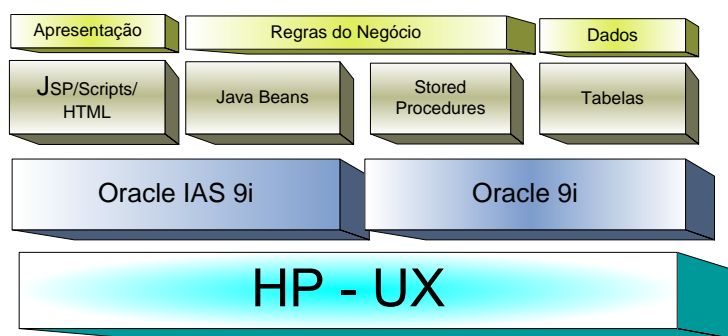 Apresentação
Regras do Negócio
Dados
JSP/Scripts/
HTML
Java Beans
Stored
Procedures
Tabelas
Oracle IAS 9i
Oracle 9i
HP - UX